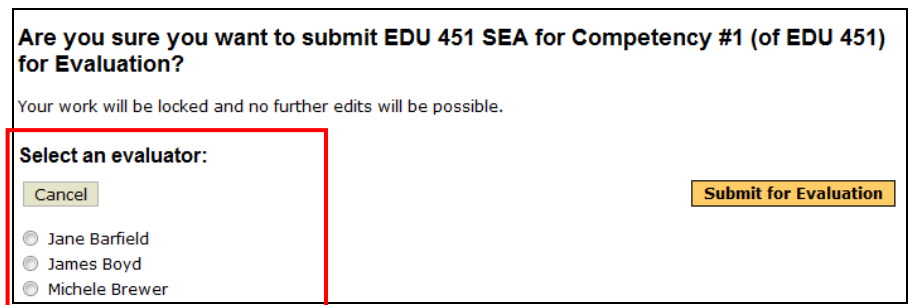 Are you sure you want to submit EDU 451 SEA for Competency #1 (of EDU 451)
for Evaluation?
Your work will be locked and no further edits will be possible.
Select an evaluator:
Cancel
Submit for Evaluation
Jane Barfield
James Boyd
Michele Brewer